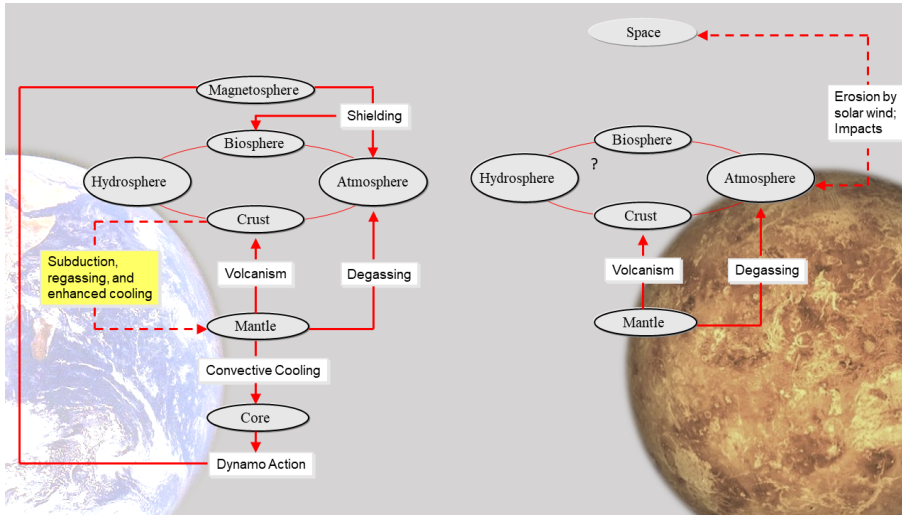 Magnetosphere
Shielding
Biosphere
Hydrosphere
Atmosphere
Crust
Subduction,
regassing, and
enhanced cooling
Volcanism
Degassing
Mantle
Convective Cooling
Core
Dynamo Action
Space
Erosion by
solar wind;
Impacts
Biosphere
?
Hydrosphere
Atmosphere
Crust
Volcanism
Degassing
Mantle